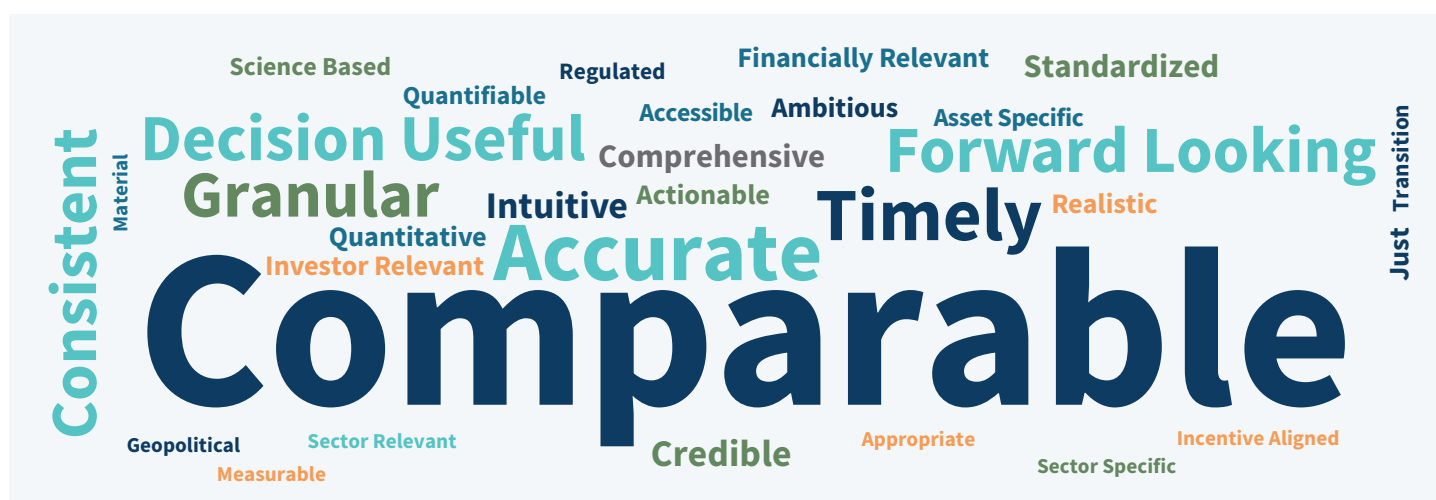 Science Based
Regulated
Financially Relevant
Standardized
Quantifiable
Accessible
Ambitious
Asset Specific
Decision Useful
Comprehensive
Forward Looking
Consistent
Material
Granular
Intuitive
Actionable
Timely
Realistic
Just Transition
Quantitative
Accurate
Investor Relevant
Comparable
Geopolitical
Sector Relevant
Credible
Appropriate
Incentive Aligned
Measurable
Sector Specific